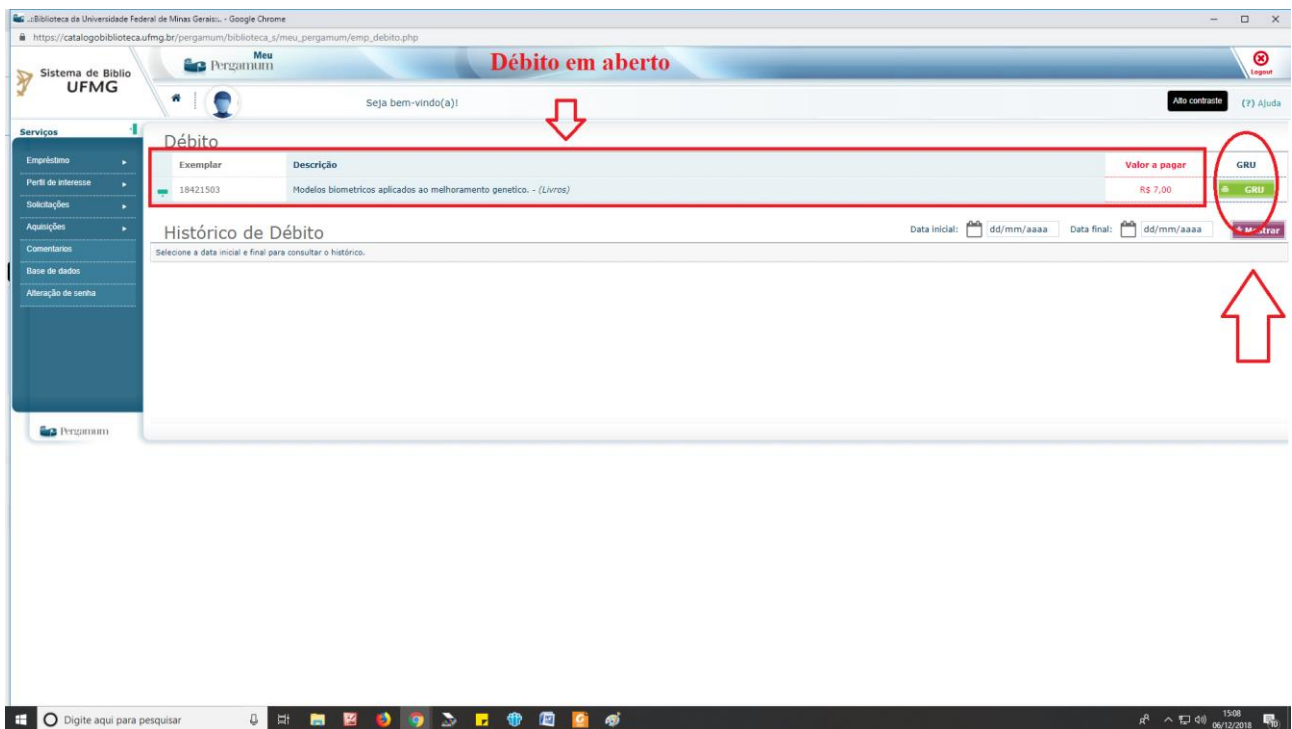 ..::Biblioteca da Universidade Federal de Minas Gerais::.. - Google Chrome
https://catalogobiblioteca.ufmg.br/pergamum/biblioteca_s/meu_pergamum/emp_debito.php
Sistema de Biblio
UFMG
Meu
Pergamum
Débito em aberto
Logout
Seja bem-vindo(a)!
Alto contraste
(?) Ajuda
Serviços
Empréstimo
Perfil de interesse
Solicitações
Aquisições
Comentarios
Base de dados
Alteração de senha
Pergamum
Débito
Exemplar Descrição Valor a pagar GRU
18421503 Modelos biometricos aplicados ao melhoramento genetico. - (Livros) R$ 7,00 GRU
Histórico de Débito Data inicial: dd/mm/aaaa Data final: dd/mm/aaaa
Selecione a data inicial e final para consultar o histórico.
Digite aqui para pesquisar
15:08
06/12/2018